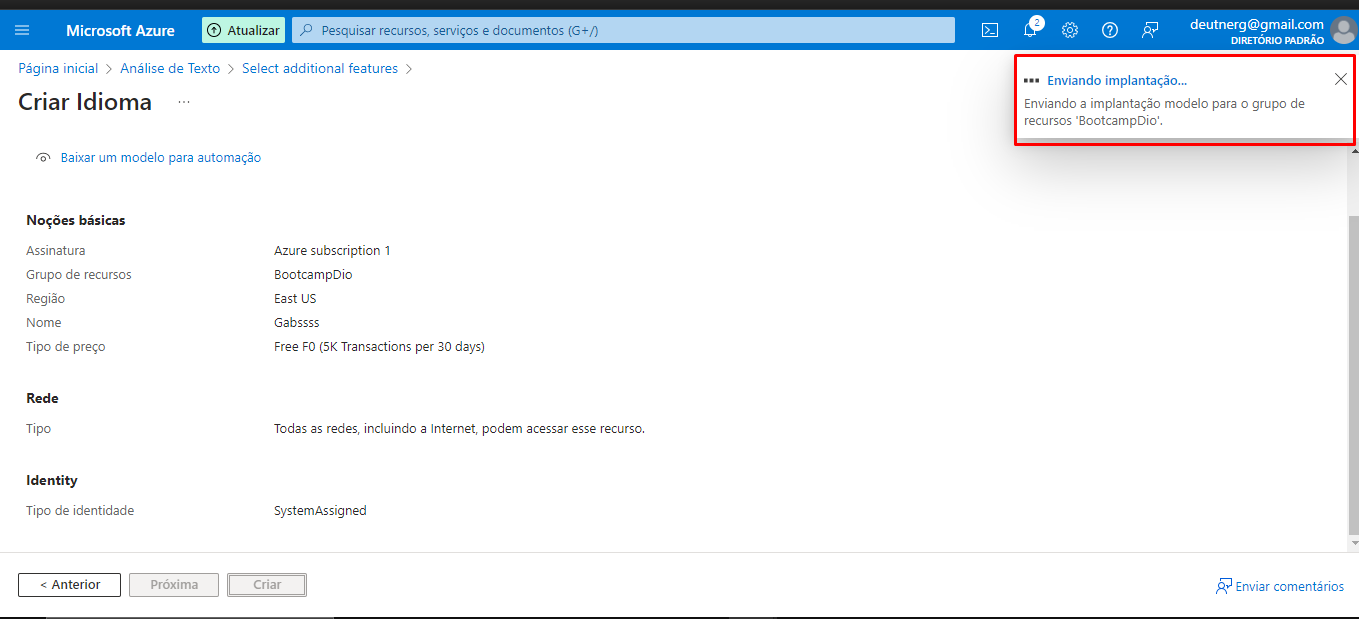 Microsoft Azure
Atualizar
Pesquisar recursos, serviços e documentos (G+/)
2
deutnerg@gmail.com
DIRETÓRIO PADRÃO
Página inicial > Análise de Texto > Select additional features >
Criar Idioma ...
Enviando implantação...
Enviando a implantação modelo para o grupo de
recursos 'BootcampDio'.
Baixar um modelo para automação
Noções básicas
Assinatura Azure subscription 1
Grupo de recursos BootcampDio
Região East US
Nome Gabssss
Tipo de preço Free F0 (5K Transactions per 30 days)
Rede
Tipo Todas as redes, incluindo a Internet, podem acessar esse recurso.
Identity
Tipo de identidade SystemAssigned
< Anterior
Próxima
Criar
Enviar comentários